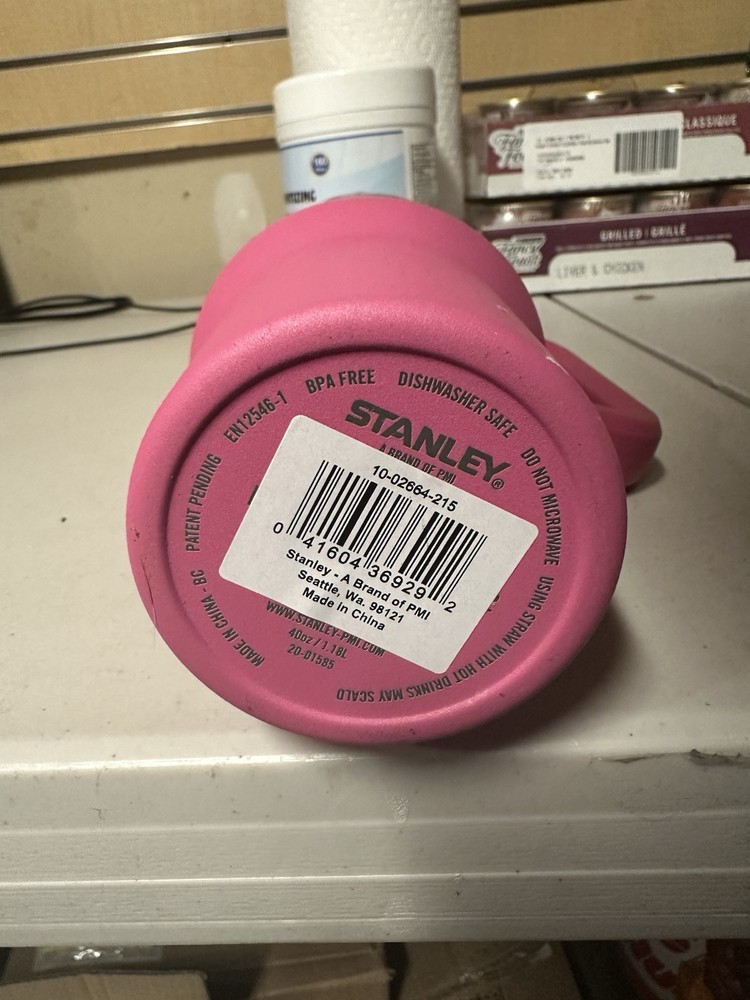 CLASSIQUE
GRILLED | GRILLÉ
LIVER & CHICKEN
EN12546-1 BPA FREE DISHWASHER SAFE DO NOT MICROWAVE USING STRAW WITH HOT DRINKS MAY SCALD
MADE IN CHINA - BC PATENT PENDING
STANLEY®
A BRAND OF PMI
10-02664-215
0 41604 36929 2
Stanley - A Brand of PMI
Seattle, Wa. 98121
Made in China
WWW.STANLEY-PMI.COM
40oz / 1.18L
20-01585